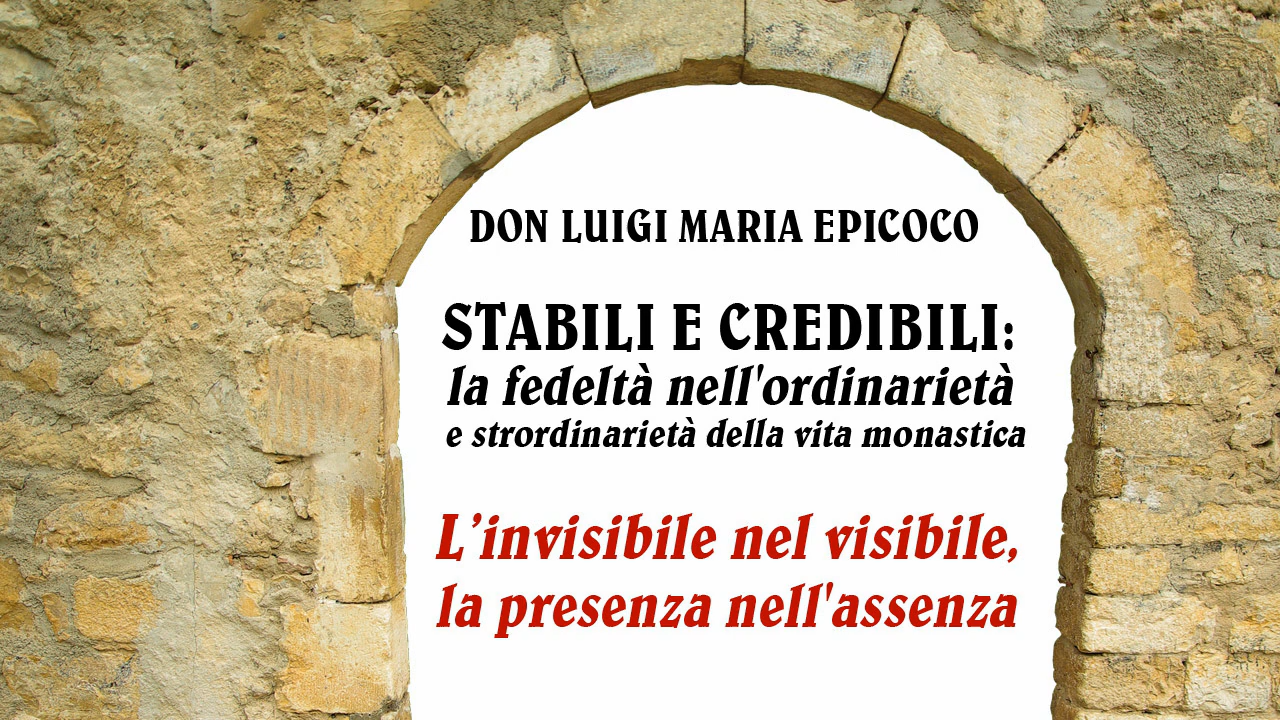 DON LUIGI MARIA EPICOCO
STABILI E CREDIBILI:
la fedeltà nell'ordinarietà
e strordinarietà della vita monastica
L’invisibile nel visibile,
la presenza nell'assenza